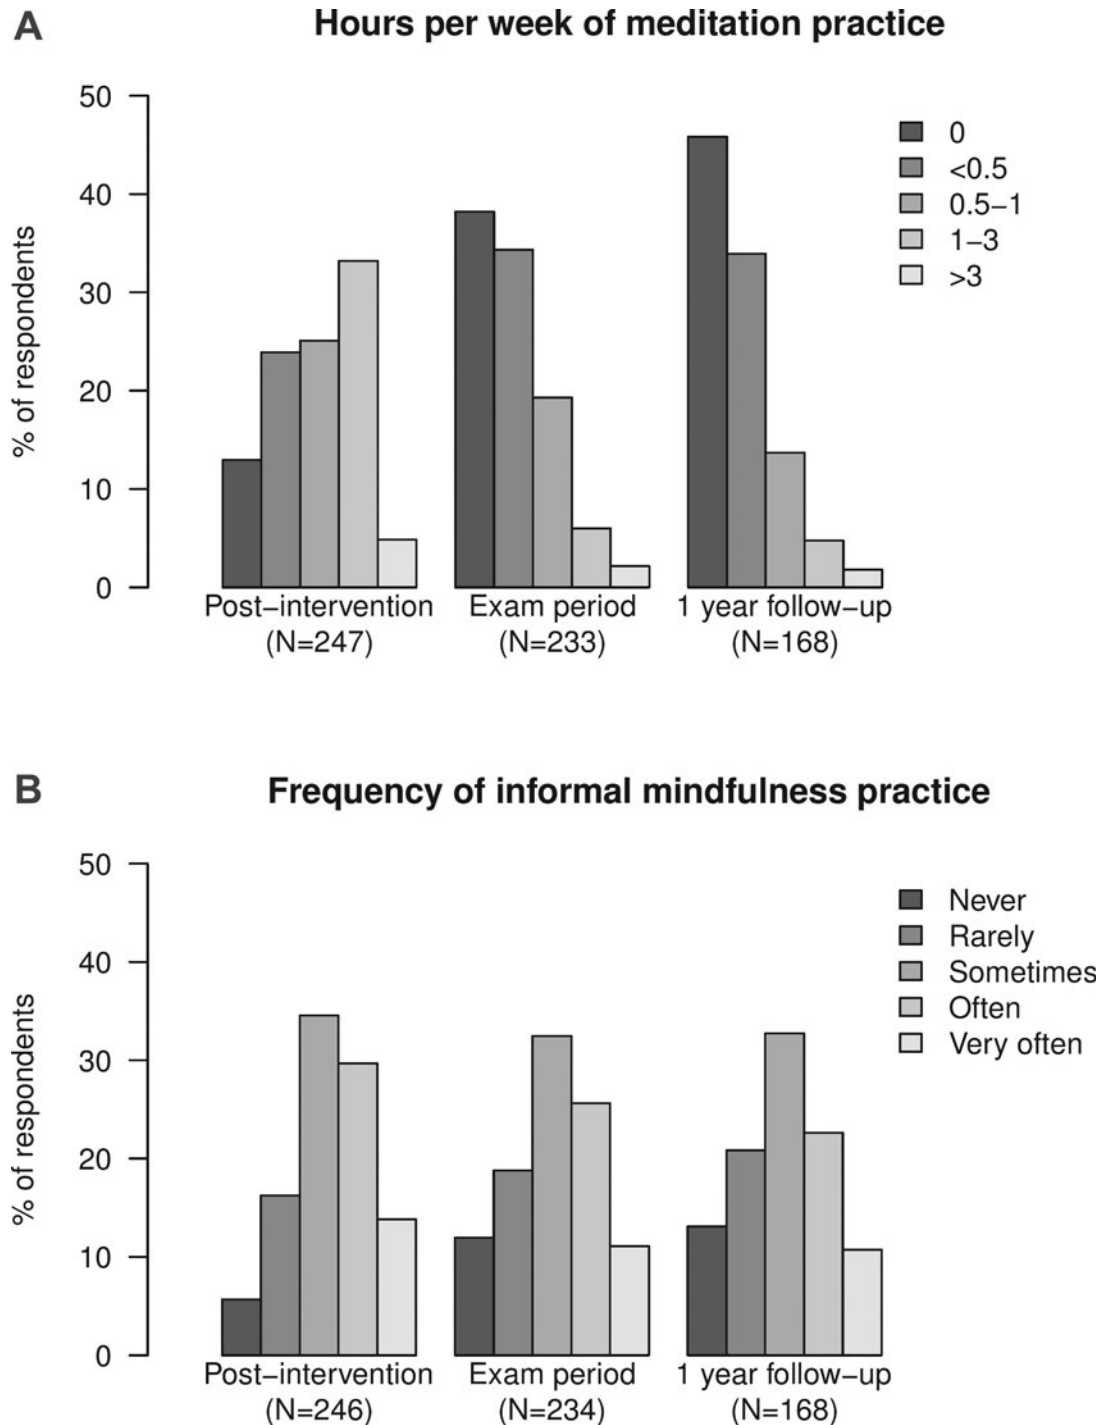 A
Hours per week of meditation practice
50
40
30
20
10
0
% of respondents
0
<0.5
0.5–1
1–3
>3
Post–intervention
(N=247)
Exam period
(N=233)
1 year follow–up
(N=168)
B
Frequency of informal mindfulness practice
50
40
30
20
10
0
% of respondents
Never
Rarely
Sometimes
Often
Very often
Post–intervention
(N=246)
Exam period
(N=234)
1 year follow–up
(N=168)